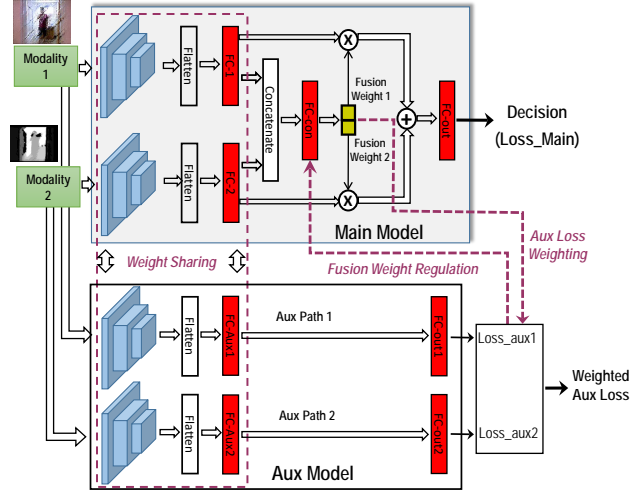 Modality
1
Modality
2
Flatten
FC-1
Concatenate
FC-con
Fusion
Weight 1
Fusion
Weight 2
X
X
+
FC-out
Decision
(Loss_Main)
Flatten
FC-2
Main Model
Weight Sharing
Fusion Weight Regulation
Aux Loss
Weighting
Flatten
FC-Aux1
Aux Path 1
FC-out1
Loss_aux1
Weighted
Aux Loss
Flatten
FC-Aux2
Aux Path 2
FC-out2
Loss_aux2
Aux Model